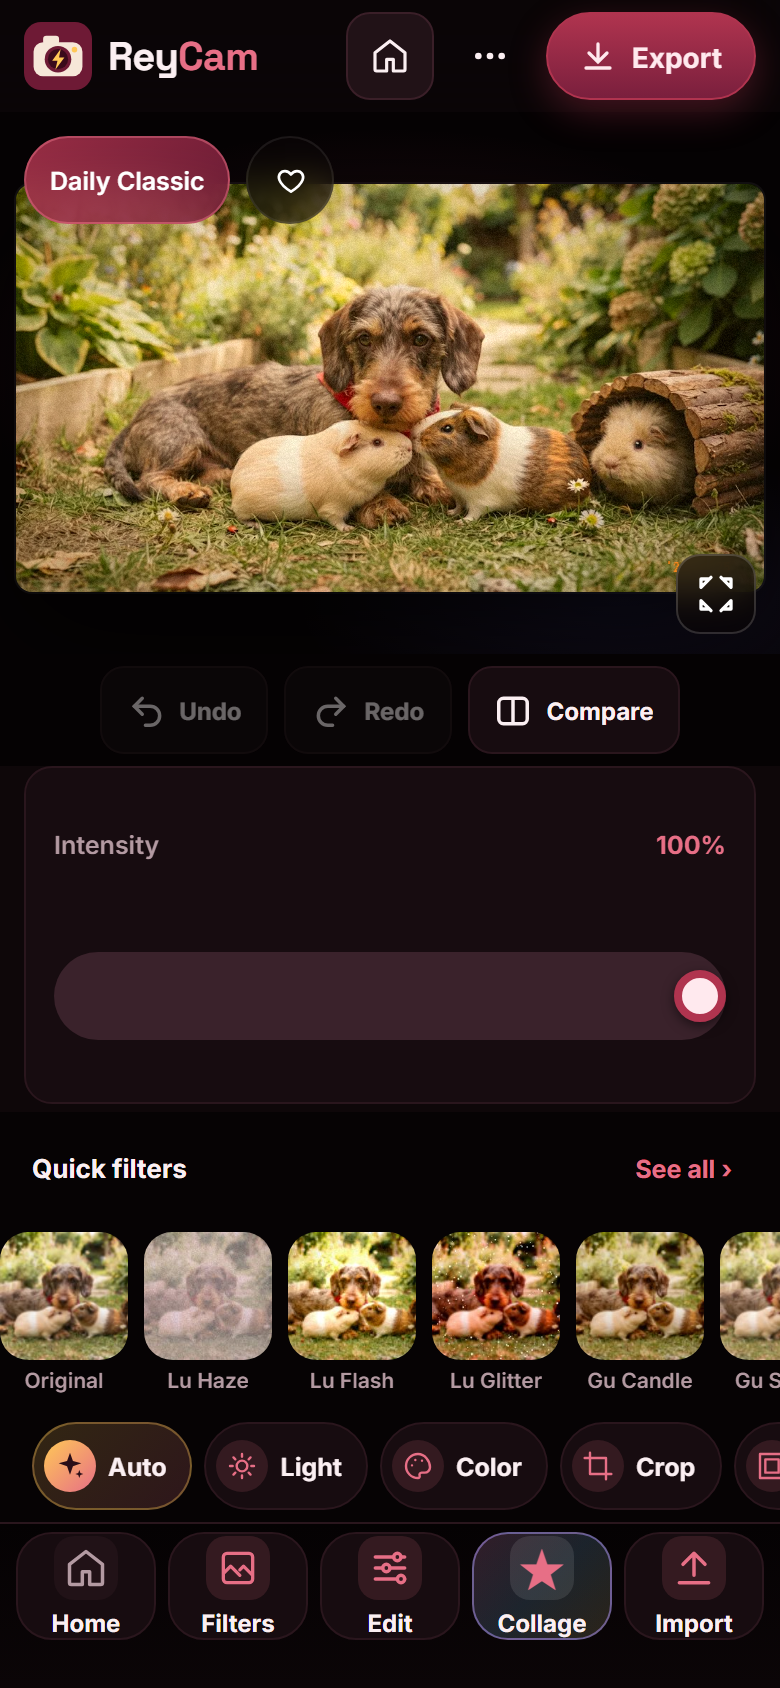 ReyCam
Export
Daily Classic
Undo
Redo
Compare
Intensity
100%
Quick filters
See all ›
Original
Lu Haze
Lu Flash
Lu Glitter
Gu Candle
Gu S
Auto
Light
Color
Crop
Home
Filters
Edit
Collage
Import